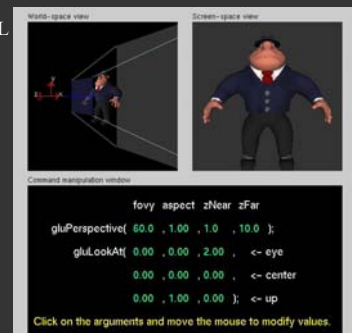 L
World-space view
Screen-space view
y
z
x
Command manipulation window
fovy aspect zNear zFar
gluPerspective( 60.0 , 1.00 , 1.0 , 10.0 );
gluLookAt( 0.00 , 0.00 , 2.00 , <- eye
0.00 , 0.00 , 0.00 , <- center
0.00 , 1.00 , 0.00 ); <- up
Click on the arguments and move the mouse to modify values.